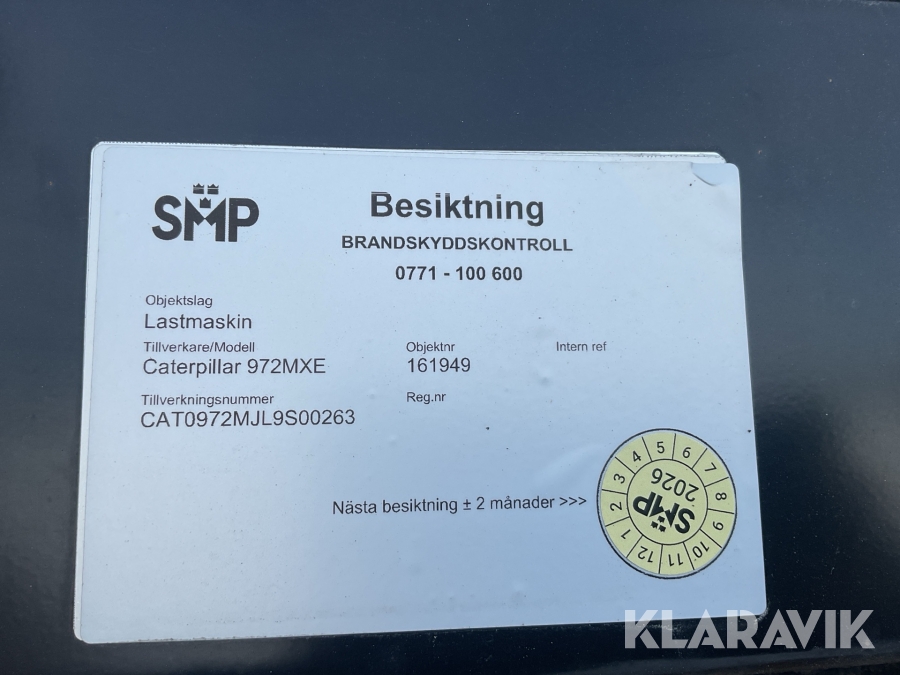 SMP
Besiktning
BRANDSKYDDSKONTROLL
0771 - 100 600
Objektslag
Lastmaskin
Tillverkare/Modell
Caterpillar 972MXE
Objektnr
161949
Intern ref
Tillverkningsnummer
CAT0972MJL9S00263
Reg.nr
Nästa besiktning ± 2 månader >>>
1 2 3 4 5 6 7 8 9 10 11 12
SMP
2026
KLARAVIK